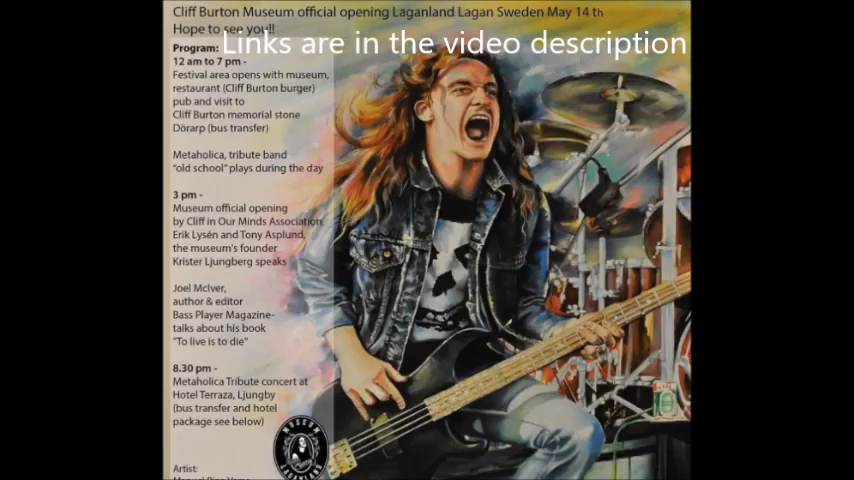 Cliff Burton Museum official opening Laganland Lagan Sweden May 14 th
Hope to see you!!
Links are in the video description
Program:
12 am to 7 pm -
Festival area opens with museum,
restaurant (Cliff Burton burger)
pub and visit to
Cliff Burton memorial stone
Dörarp (bus transfer)
Metaholica, tribute band
"old school" plays during the day
3 pm -
Museum official opening
by Cliff in Our Minds Association
Erik Lysén and Tony Asplund,
the museum's founder
Krister Ljungberg speaks
Joel McIver,
author & editor
Bass Player Magazine-
talks about his book
"To live is to die"
8.30 pm -
Metaholica Tribute concert at
Hotel Terraza, Ljungby
(bus transfer and hotel
package see below)
MUSEUM
LAGANLAND
Artist: